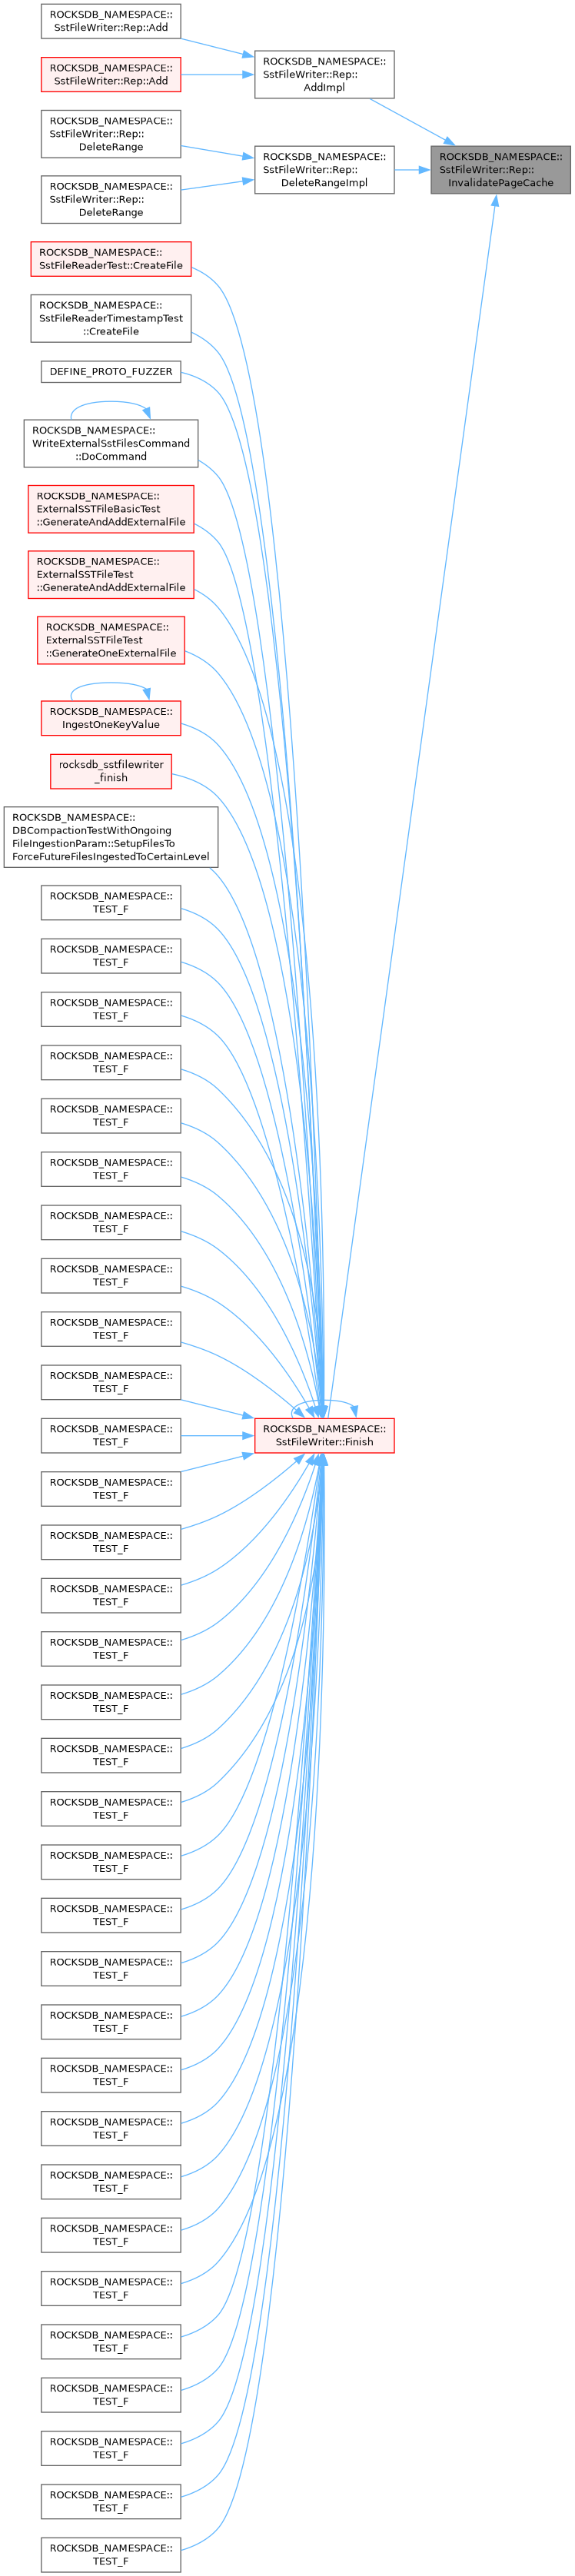 ROCKSDB_NAMESPACE::
SstFileWriter::Rep::Add
ROCKSDB_NAMESPACE::
SstFileWriter::Rep::Add
ROCKSDB_NAMESPACE::
SstFileWriter::Rep::
AddImpl
ROCKSDB_NAMESPACE::
SstFileWriter::Rep::
DeleteRange
ROCKSDB_NAMESPACE::
SstFileWriter::Rep::
DeleteRange
ROCKSDB_NAMESPACE::
SstFileWriter::Rep::
DeleteRangeImpl
ROCKSDB_NAMESPACE::
SstFileWriter::Rep::
InvalidatePageCache
ROCKSDB_NAMESPACE::
SstFileReaderTest::CreateFile
ROCKSDB_NAMESPACE::
SstFileReaderTimestampTest
::CreateFile
DEFINE_PROTO_FUZZER
ROCKSDB_NAMESPACE::
WriteExternalSstFilesCommand
::DoCommand
ROCKSDB_NAMESPACE::
ExternalSSTFileBasicTest
::GenerateAndAddExternalFile
ROCKSDB_NAMESPACE::
ExternalSSTFileTest
::GenerateAndAddExternalFile
ROCKSDB_NAMESPACE::
ExternalSSTFileTest
::GenerateOneExternalFile
ROCKSDB_NAMESPACE::
IngestOneKeyValue
rocksdb_sstfilewriter
_finish
ROCKSDB_NAMESPACE::
DBCompactionTestWithOngoing
FileIngestionParam::SetupFilesTo
ForceFutureFilesIngestedToCertainLevel
ROCKSDB_NAMESPACE::
TEST_F
ROCKSDB_NAMESPACE::
TEST_F
ROCKSDB_NAMESPACE::
TEST_F
ROCKSDB_NAMESPACE::
TEST_F
ROCKSDB_NAMESPACE::
TEST_F
ROCKSDB_NAMESPACE::
TEST_F
ROCKSDB_NAMESPACE::
TEST_F
ROCKSDB_NAMESPACE::
TEST_F
ROCKSDB_NAMESPACE::
TEST_F
ROCKSDB_NAMESPACE::
TEST_F
ROCKSDB_NAMESPACE::
TEST_F
ROCKSDB_NAMESPACE::
SstFileWriter::Finish
ROCKSDB_NAMESPACE::
TEST_F
ROCKSDB_NAMESPACE::
TEST_F
ROCKSDB_NAMESPACE::
TEST_F
ROCKSDB_NAMESPACE::
TEST_F
ROCKSDB_NAMESPACE::
TEST_F
ROCKSDB_NAMESPACE::
TEST_F
ROCKSDB_NAMESPACE::
TEST_F
ROCKSDB_NAMESPACE::
TEST_F
ROCKSDB_NAMESPACE::
TEST_F
ROCKSDB_NAMESPACE::
TEST_F
ROCKSDB_NAMESPACE::
TEST_F
ROCKSDB_NAMESPACE::
TEST_F
ROCKSDB_NAMESPACE::
TEST_F
ROCKSDB_NAMESPACE::
TEST_F
ROCKSDB_NAMESPACE::
TEST_F
ROCKSDB_NAMESPACE::
TEST_F
ROCKSDB_NAMESPACE::
TEST_F
ROCKSDB_NAMESPACE::
TEST_F
ROCKSDB_NAMESPACE::
TEST_F
ROCKSDB_NAMESPACE::
TEST_F
ROCKSDB_NAMESPACE::
TEST_F